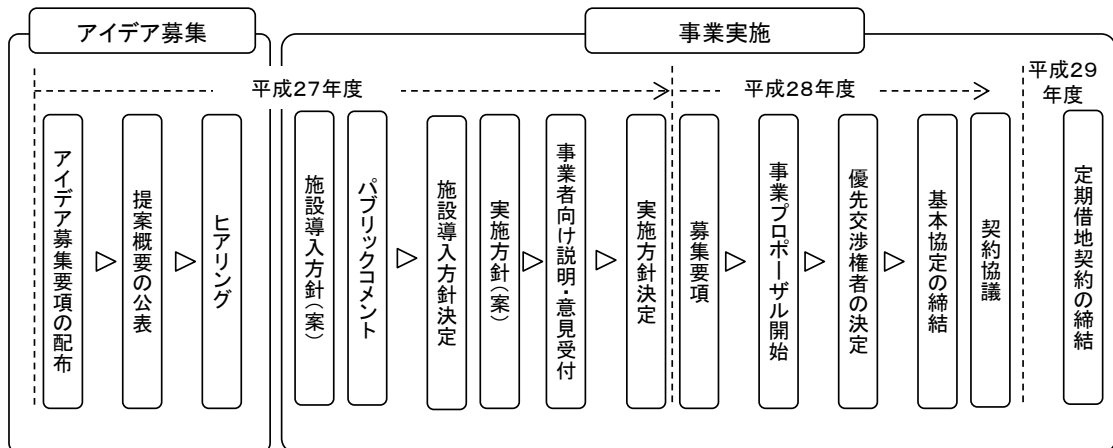 アイデア募集
事業実施
平成27年度
平成28年度
平成29
年度
アイデア募集要項の配布
提案概要の公表
ヒアリング
施設導入方針(案)
パブリックコメント
施設導入方針決定
実施方針(案)
事業者向け説明・意見受付
実施方針決定
募集要項
事業プロポーザル開始
優先交渉権者の決定
基本協定の締結
契約協議
定期借地契約の締結